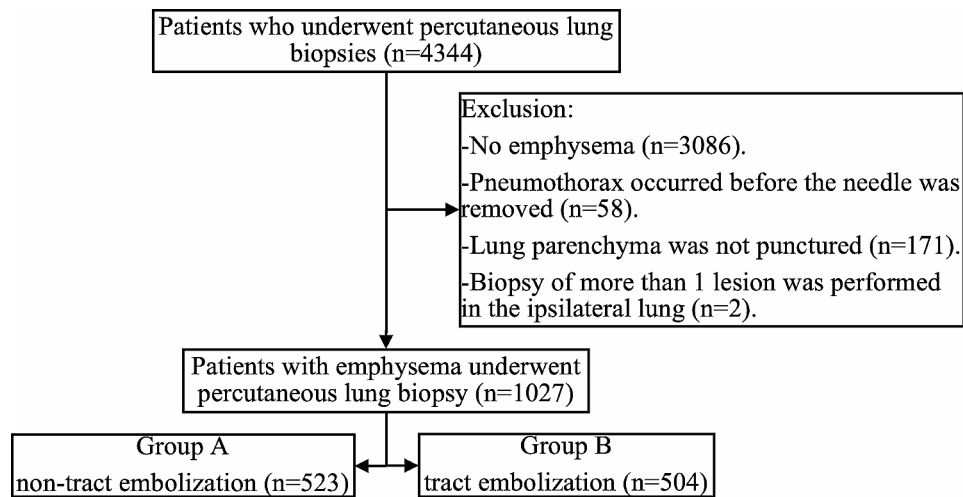 Patients who underwent percutaneous lung
biopsies (n=4344)
Exclusion:
-No emphysema (n=3086).
-Pneumothorax occurred before the needle was
removed (n=58).
-Lung parenchyma was not punctured (n=171).
-Biopsy of more than 1 lesion was performed
in the ipsilateral lung (n=2).
Patients with emphysema underwent
percutaneous lung biopsy (n=1027)
Group A
non-tract embolization (n=523)
Group B
tract embolization (n=504)